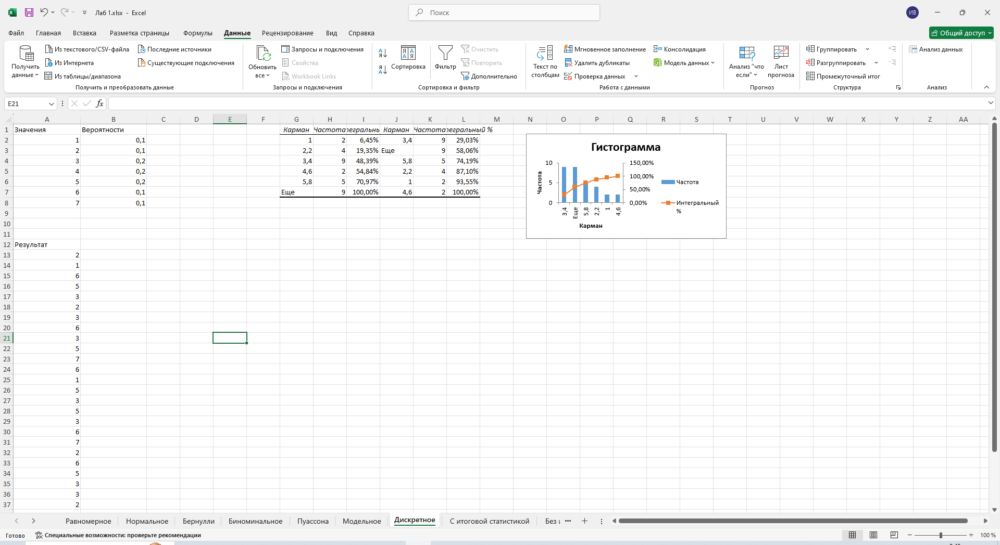 Лаб 1.xlsx - Excel
Поиск
ИВ
Файл Главная Вставка Разметка страницы Формулы Данные Рецензирование Вид Справка
Общий доступ
Получить данные
Из текстового/CSV-файла
Из Интернета
Из таблицы/диапазона
Последние источники
Существующие подключения
Получить и преобразовать данные
Обновить все
Запросы и подключения
Свойства
Workbook Links
Запросы и подключения
Сортировка
Фильтр
Очистить
Повторить
Дополнительно
Сортировка и фильтр
Текст по столбцам
Мгновенное заполнение
Удалить дубликаты
Проверка данных
Консолидация
Модель данных
Работа с данными
Анализ "что если"
Лист прогноза
Прогноз
Группировать
Разгруппировать
Промежуточный итог
Структура
Анализ данных
Анализ
E21
fx
A B C D E F G H I J K L M N O P Q R S T U V W X Y Z AA
1 Значения Вероятности Карман Частота тегральнь Карман Частота тегральный %
2 1 0,1 1 2 6,45% 3,4 9 29,03%
3 2 0,1 2,2 4 19,35% Еще 9 58,06%
4 3 0,2 3,4 9 48,39% 5,8 5 74,19%
5 4 0,2 4,6 2 54,84% 2,2 4 87,10%
6 5 0,2 5,8 5 70,97% 1 2 93,55%
7 6 0,1 Еще 9 100,00% 4,6 2 100,00%
8 7 0,1
9
10
11
12 Результат
13 2
14 1
15 6
16 5
17 3
18 2
19 3
20 6
21 3
22 5
23 7
24 6
25 1
26 5
27 3
28 5
29 3
30 6
31 7
32 2
33 6
34 5
35 3
36 3
37 2
Гистограмма
Частота
10
5
0
150,00%
100,00%
50,00%
0,00%
3,4 Еще 5,8 2,2 1 4,6
Карман
Частота
Интегральный %
Равномерное Нормальное Бернулли Биноминальное Пуассона Модельное Дискретное С итоговой статистикой Без
Готово
Специальные возможности: проверьте рекомендации
100 %